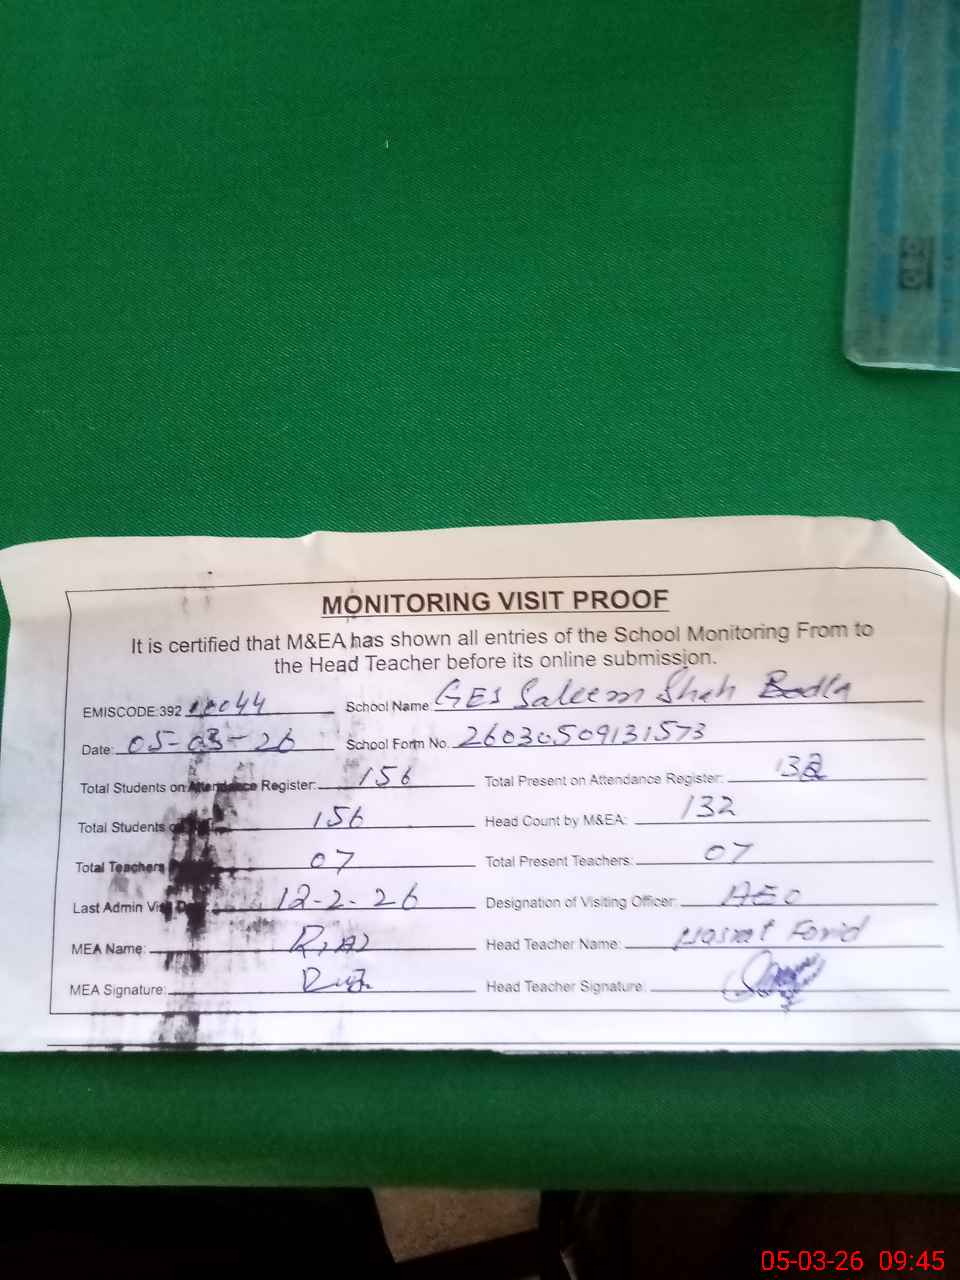 MONITORING VISIT PROOF
It is certified that M&EA has shown all entries of the School Monitoring From to
the Head Teacher before its online submission.
EMISCODE:392 School Name GES Saleem Shah Bodla
Date: 05-03-26 School Form No. 26030509131573
Total Students on Attendance Register: 156 Total Present on Attendance Register: 132
Total Students 156 Head Count by M&EA: 132
Total Teachers 07 Total Present Teachers: 07
Last Admin Visit 12-2-26 Designation of Visiting Officer: AEO
MEA Name: Head Teacher Name: Farid
MEA Signature: Head Teacher Signature:
05-03-26 09:45